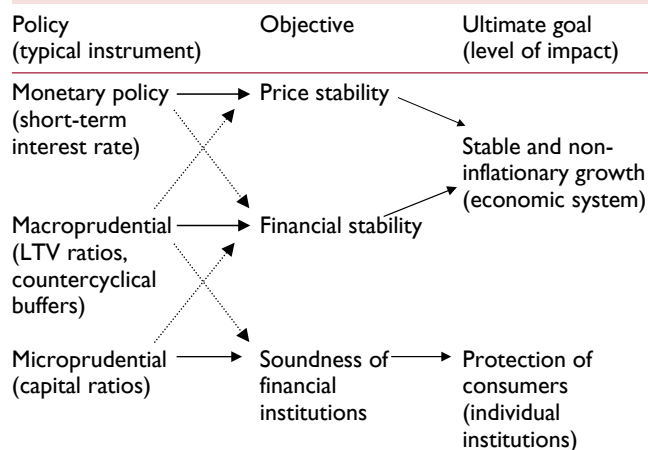 Policy
(typical instrument)
Objective
Ultimate goal
(level of impact)
Monetary policy
(short-term
interest rate)
Price stability
Stable and non-
inflationary growth
(economic system)
Macroprudential
(LTV ratios,
countercyclical
buffers)
Financial stability
Microprudential
(capital ratios)
Soundness of
financial
institutions
Protection of
consumers
(individual
institutions)